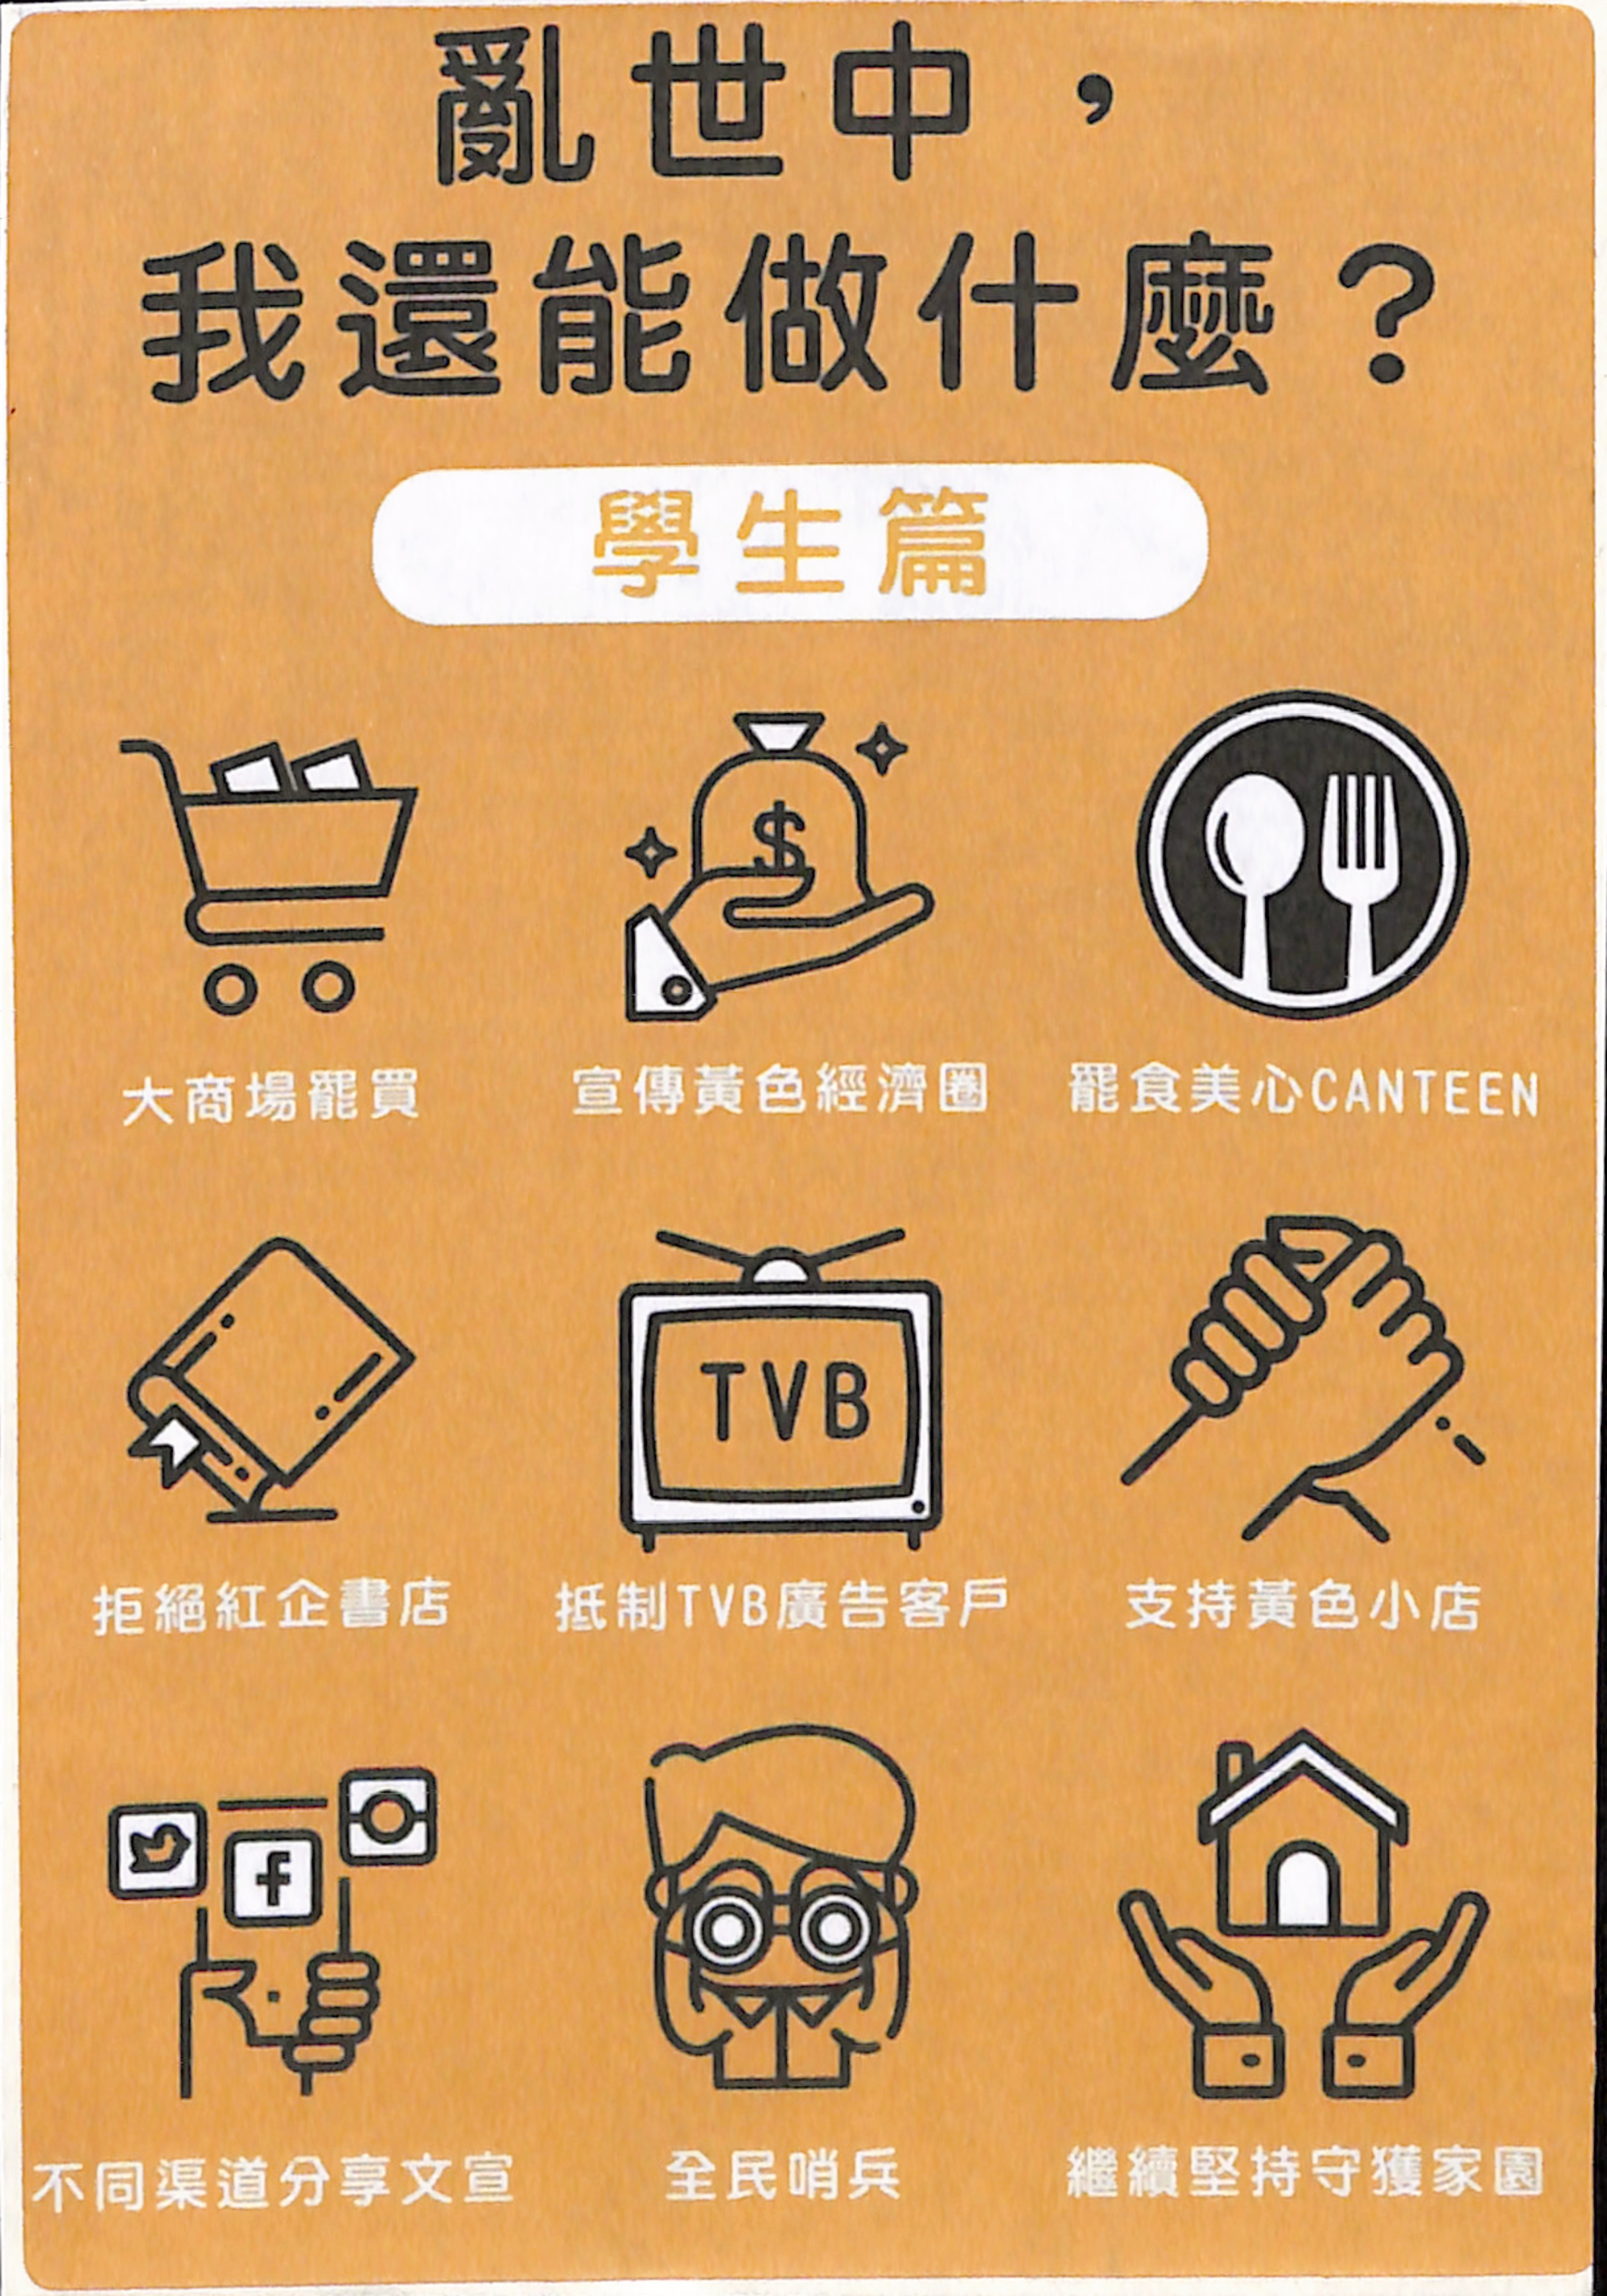 亂世中，
我還能做什麼？
學生篇
$
大商場罷買
宣傳黃色經濟圈
罷食美心CANTEEN
TVB
拒絕紅企書店
抵制TVB廣告客戶
支持黃色小店
f
不同渠道分享文宣
全民哨兵
繼續堅持守獲家園